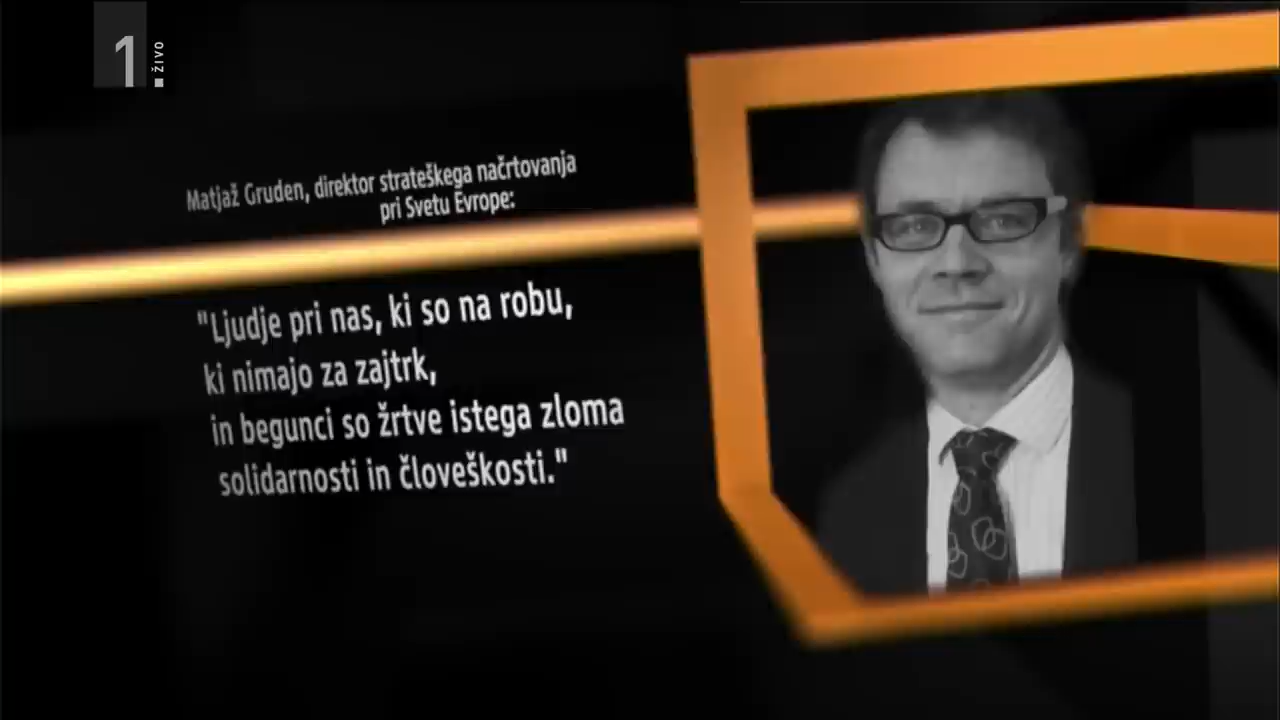 1
živo
Matjaž Gruden, direktor strateškega načrtovanja
pri Svetu Evrope:
"Ljudje pri nas, ki so na robu,
ki nimajo za zajtrk,
in begunci so žrtve istega zloma
solidarnosti in človeškosti."